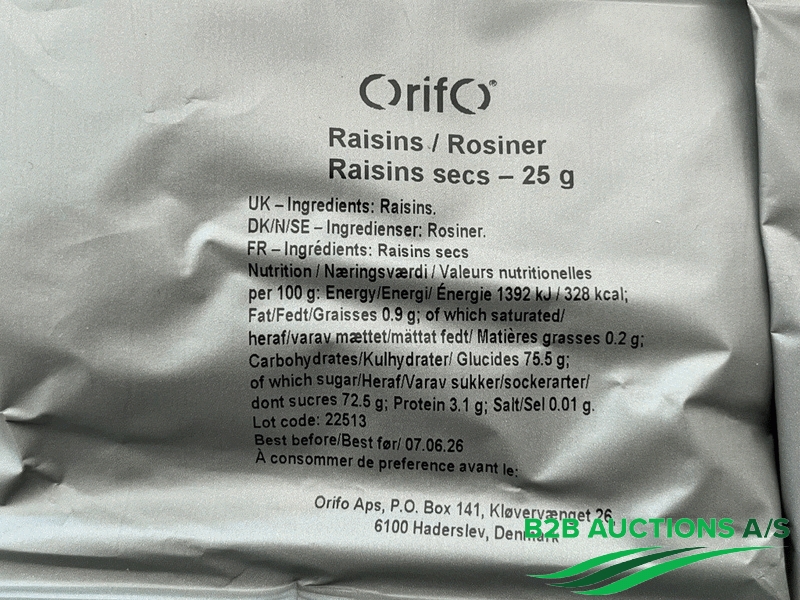 OrifO®
Raisins / Rosiner
Raisins secs – 25 g
UK – Ingredients: Raisins.
DK/N/SE – Ingredienser: Rosiner.
FR – Ingrédients: Raisins secs
Nutrition / Næringsværdi / Valeurs nutritionelles
per 100 g: Energy/Energi/ Énergie 1392 kJ / 328 kcal;
Fat/Fedt/Graisses 0.9 g; of which saturated/
heraf/varav mættet/mättat fedt/ Matières grasses 0.2 g;
Carbohydrates/Kulhydrater/ Glucides 75.5 g;
of which sugar/Heraf/Varav sukker/sockerarter/
dont sucres 72.5 g; Protein 3.1 g; Salt/Sel 0.01 g.
Lot code: 22513
Best before/Best før/ 07.06.26
À consommer de preference avant le:
Orifo Aps, P.O. Box 141, Kløvervænget 26
6100 Haderslev, Denmark
B2B AUCTIONS A/S